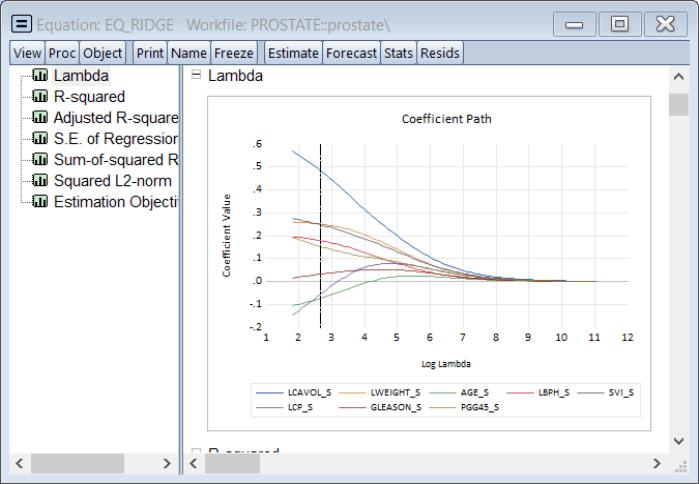 Equation: EQ_RIDGE Workfile: PROSTATE::prostate\
View Proc Object Print Name Freeze Estimate Forecast Stats Resids
Lambda
R-squared
Adjusted R-square
S.E. of Regression
Sum-of-squared R
Squared L2-norm
Estimation Objecti
Lambda
Coefficient Path
Coefficient Value
.6
.5
.4
.3
.2
.1
.0
-.1
-.2
1 2 3 4 5 6 7 8 9 10 11 12
Log Lambda
LCAVOL_S LWEIGHT_S AGE_S LBPH_S SVI_S
LCP_S GLEASON_S PGG45_S
R-squared